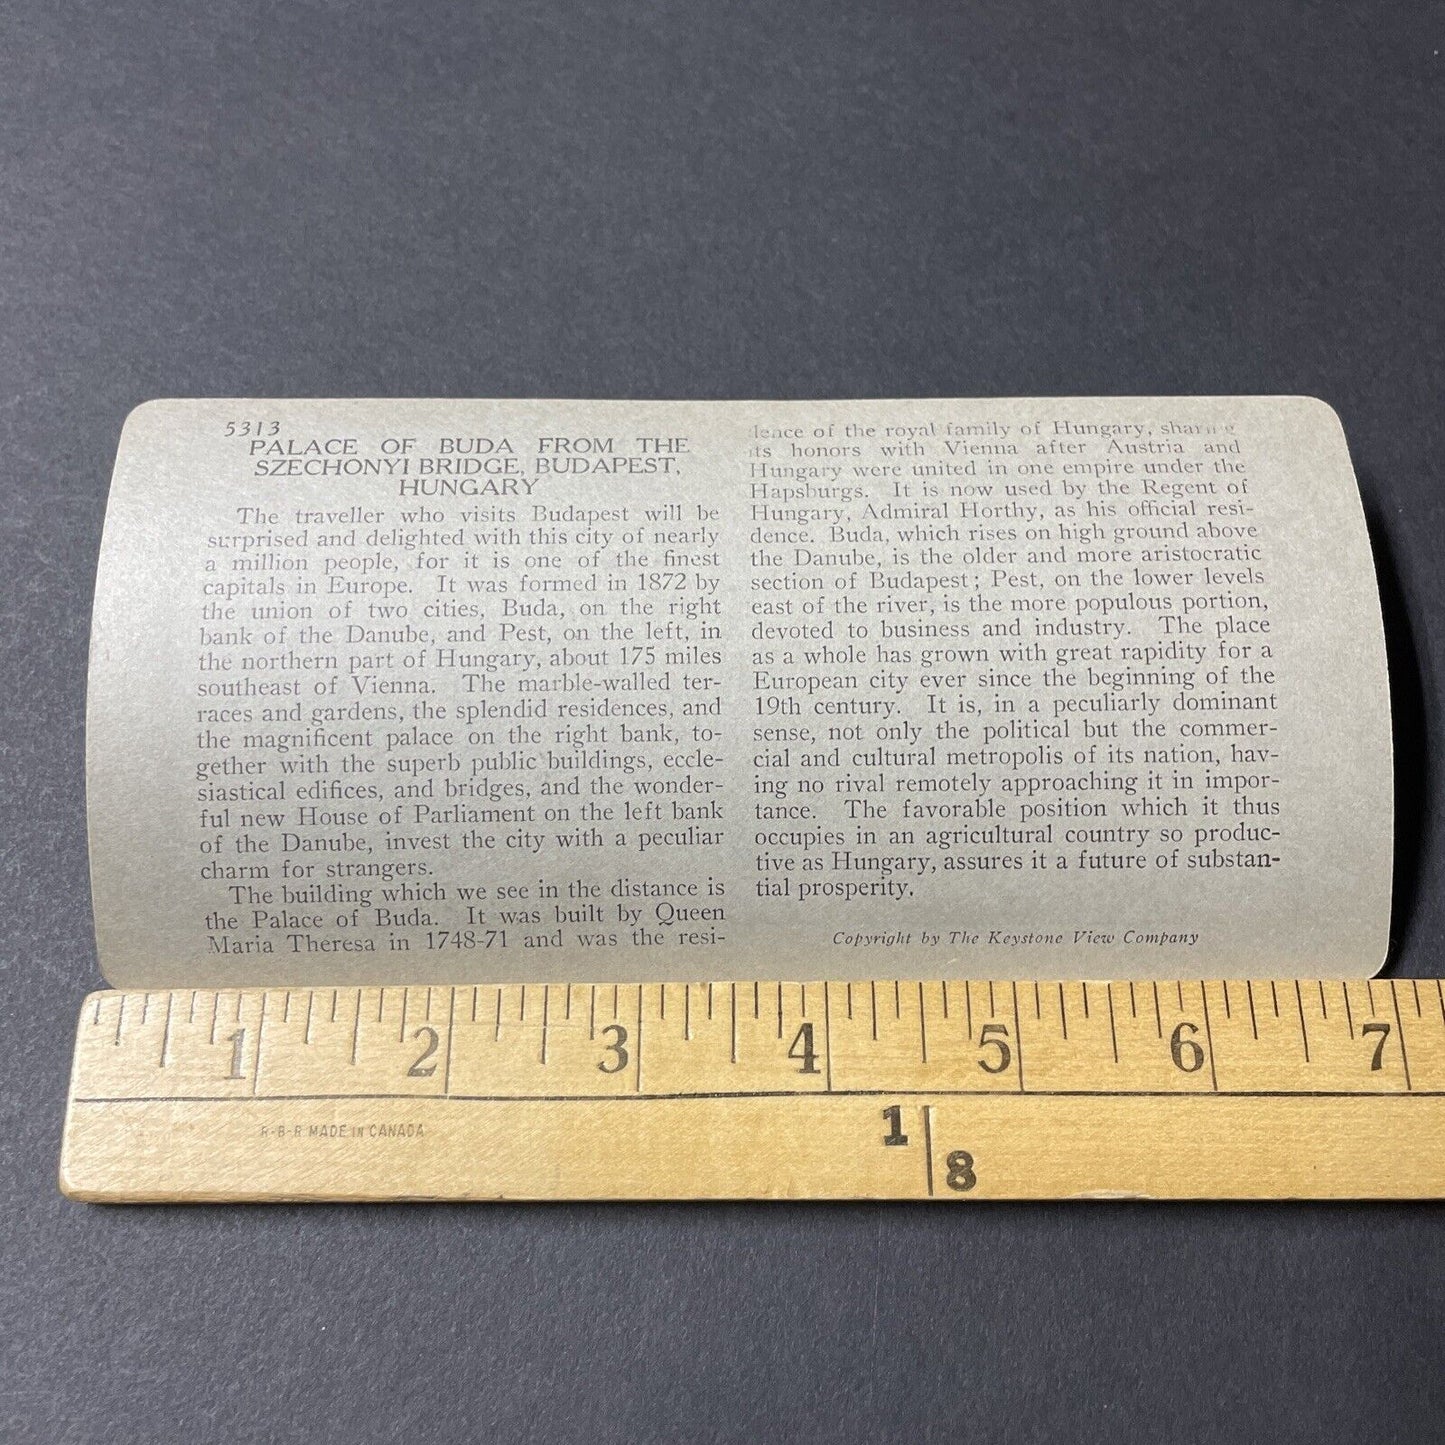 5313
PALACE OF BUDA FROM THE
SZECHONYI BRIDGE, BUDAPEST,
HUNGARY
The traveller who visits Budapest will be
surprised and delighted with this city of nearly
a million people, for it is one of the finest
capitals in Europe. It was formed in 1872 by
the union of two cities, Buda, on the right
bank of the Danube, and Pest, on the left, in
the northern part of Hungary, about 175 miles
southeast of Vienna. The marble-walled ter-
races and gardens, the splendid residences, and
the magnificent palace on the right bank, to-
gether with the superb public buildings, eccle-
siastical edifices, and bridges, and the wonder-
ful new House of Parliament on the left bank
of the Danube, invest the city with a peculiar
charm for strangers.
The building which we see in the distance is
the Palace of Buda. It was built by Queen
Maria Theresa in 1748-71 and was the resi-
dence of the royal family of Hungary, sharing
its honors with Vienna after Austria and
Hungary were united in one empire under the
Hapsburgs. It is now used by the Regent of
Hungary, Admiral Horthy, as his official resi-
dence. Buda, which rises on high ground above
the Danube, is the older and more aristocratic
section of Budapest; Pest, on the lower levels
east of the river, is the more populous portion,
devoted to business and industry. The place
as a whole has grown with great rapidity for a
European city ever since the beginning of the
19th century. It is, in a peculiarly dominant
sense, not only the political but the commer-
cial and cultural metropolis of its nation, hav-
ing no rival remotely approaching it in impor-
tance. The favorable position which it thus
occupies in an agricultural country so produc-
tive as Hungary, assures it a future of substan-
tial prosperity.
Copyright by The Keystone View Company
1 2 3 4 5 6 7
R-B-R MADE IN CANADA
1
8